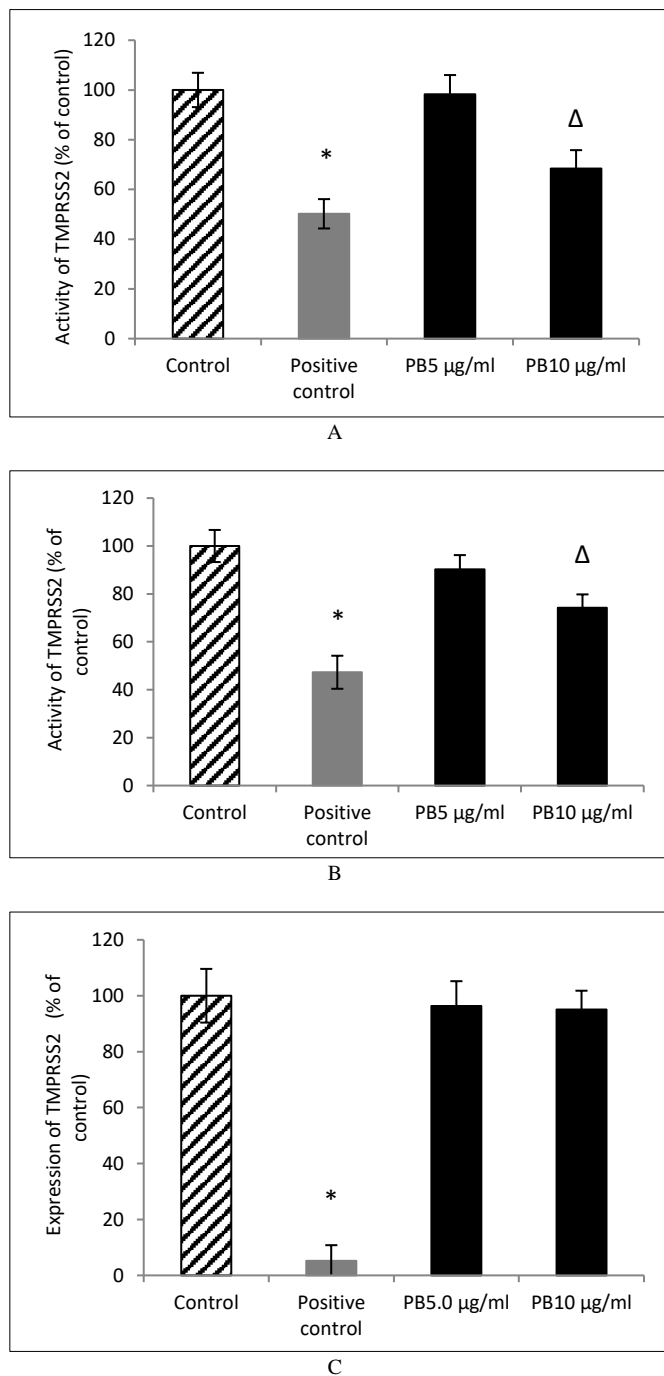 Activity of TMPRSS2 (% of control)
120
100
80
60
40
20
0
*
Δ
Control
Positive
control
PB5 µg/ml
PB10 µg/ml
A
Activity of TMPRSS2 (% of
control)
120
100
80
60
40
20
0
*
Δ
Control
Positive
control
PB5 µg/ml
PB10 µg/ml
B
Expression of TMPRSS2 (% of
control)
120
100
80
60
40
20
0
*
Control
Positive
control
PB5.0 µg/ml
PB10 µg/ml
C